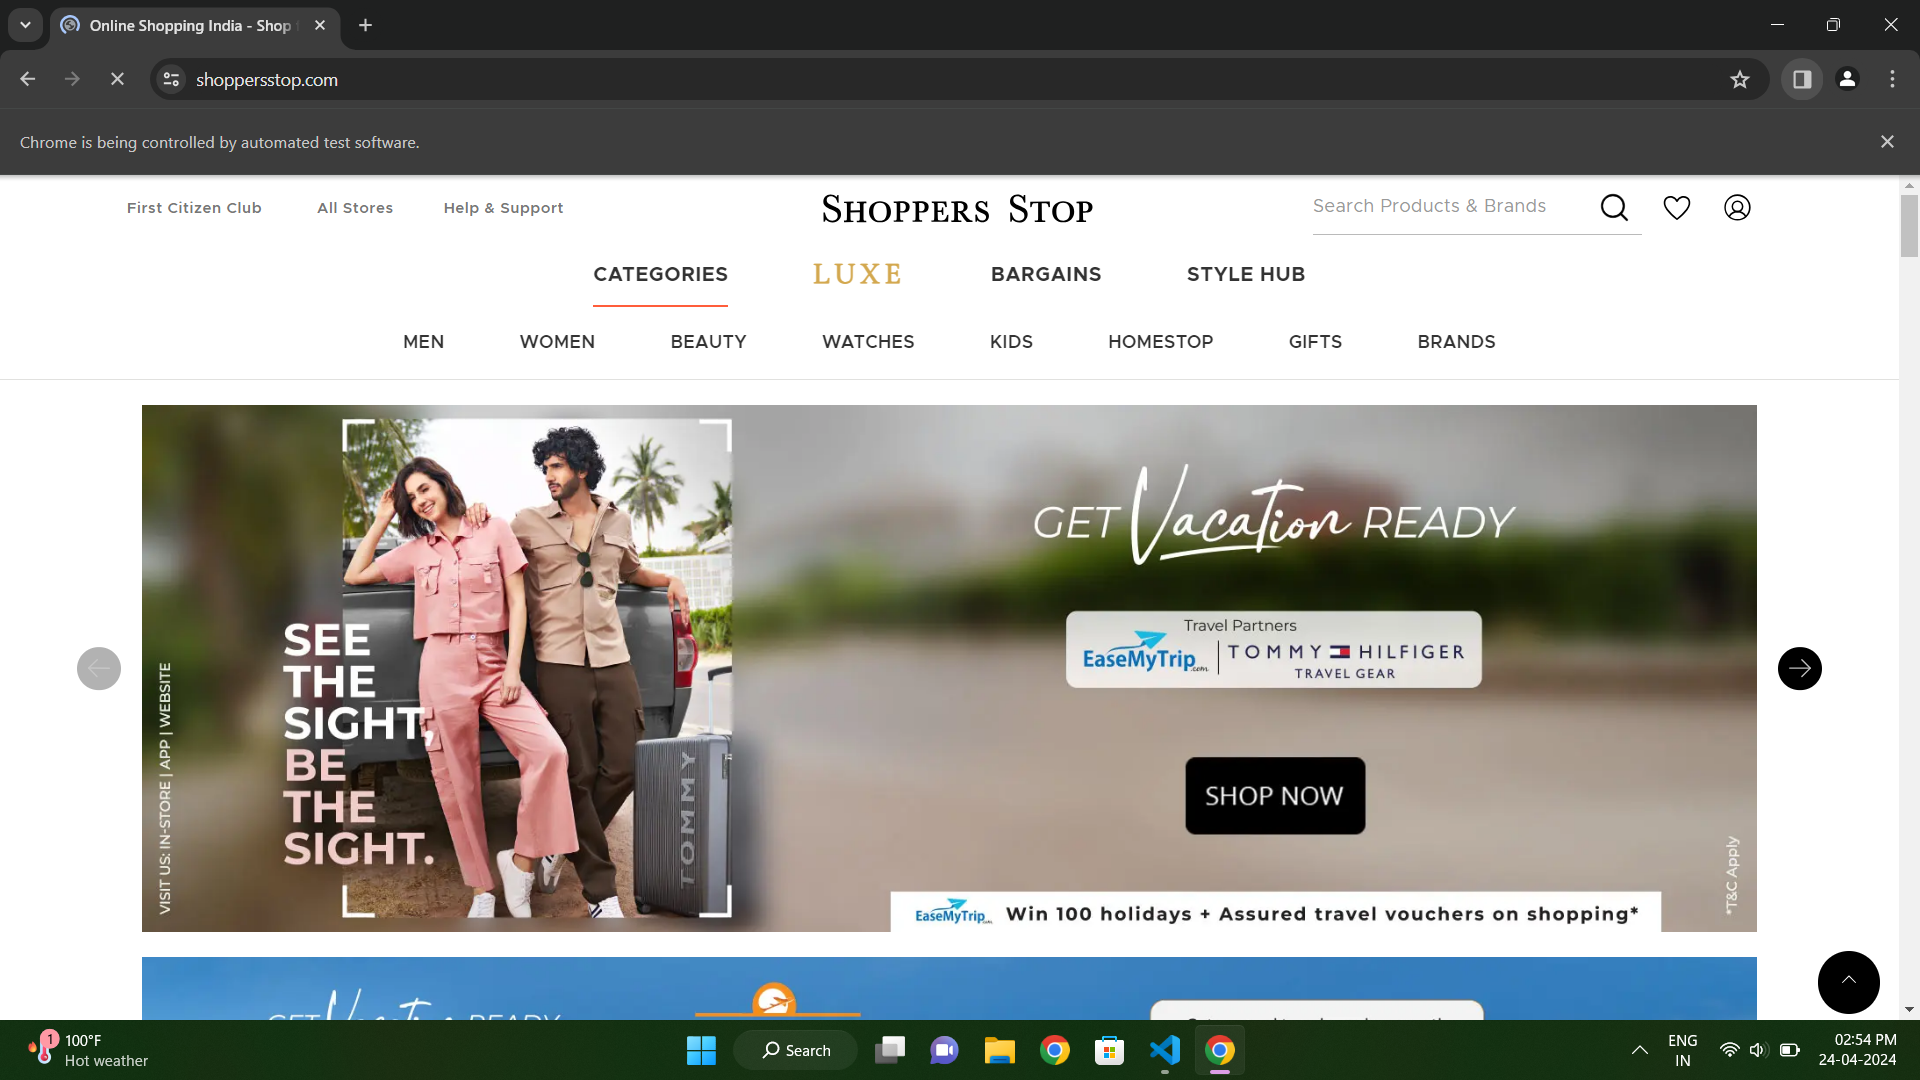 Online Shopping India - Shop
shoppersstop.com
Chrome is being controlled by automated test software.
First Citizen Club
All Stores
Help & Support
SHOPPERS STOP
Search Products & Brands
CATEGORIES
LUXE
BARGAINS
STYLE HUB
MEN
WOMEN
BEAUTY
WATCHES
KIDS
HOMESTOP
GIFTS
BRANDS
VISIT US: IN-STORE | APP | WEBSITE
SEE
THE
SIGHT,
BE
THE
SIGHT.
TOMMY
GET Vacation READY
Travel Partners
EaseMyTrip.com
TOMMY HILFIGER
TRAVEL GEAR
SHOP NOW
*T&C Apply
EaseMyTrip.com Win 100 holidays + Assured travel vouchers on shopping*
GET Vacation READY
1
100°F
Hot weather
Search
ENG
IN
02:54 PM
24-04-2024